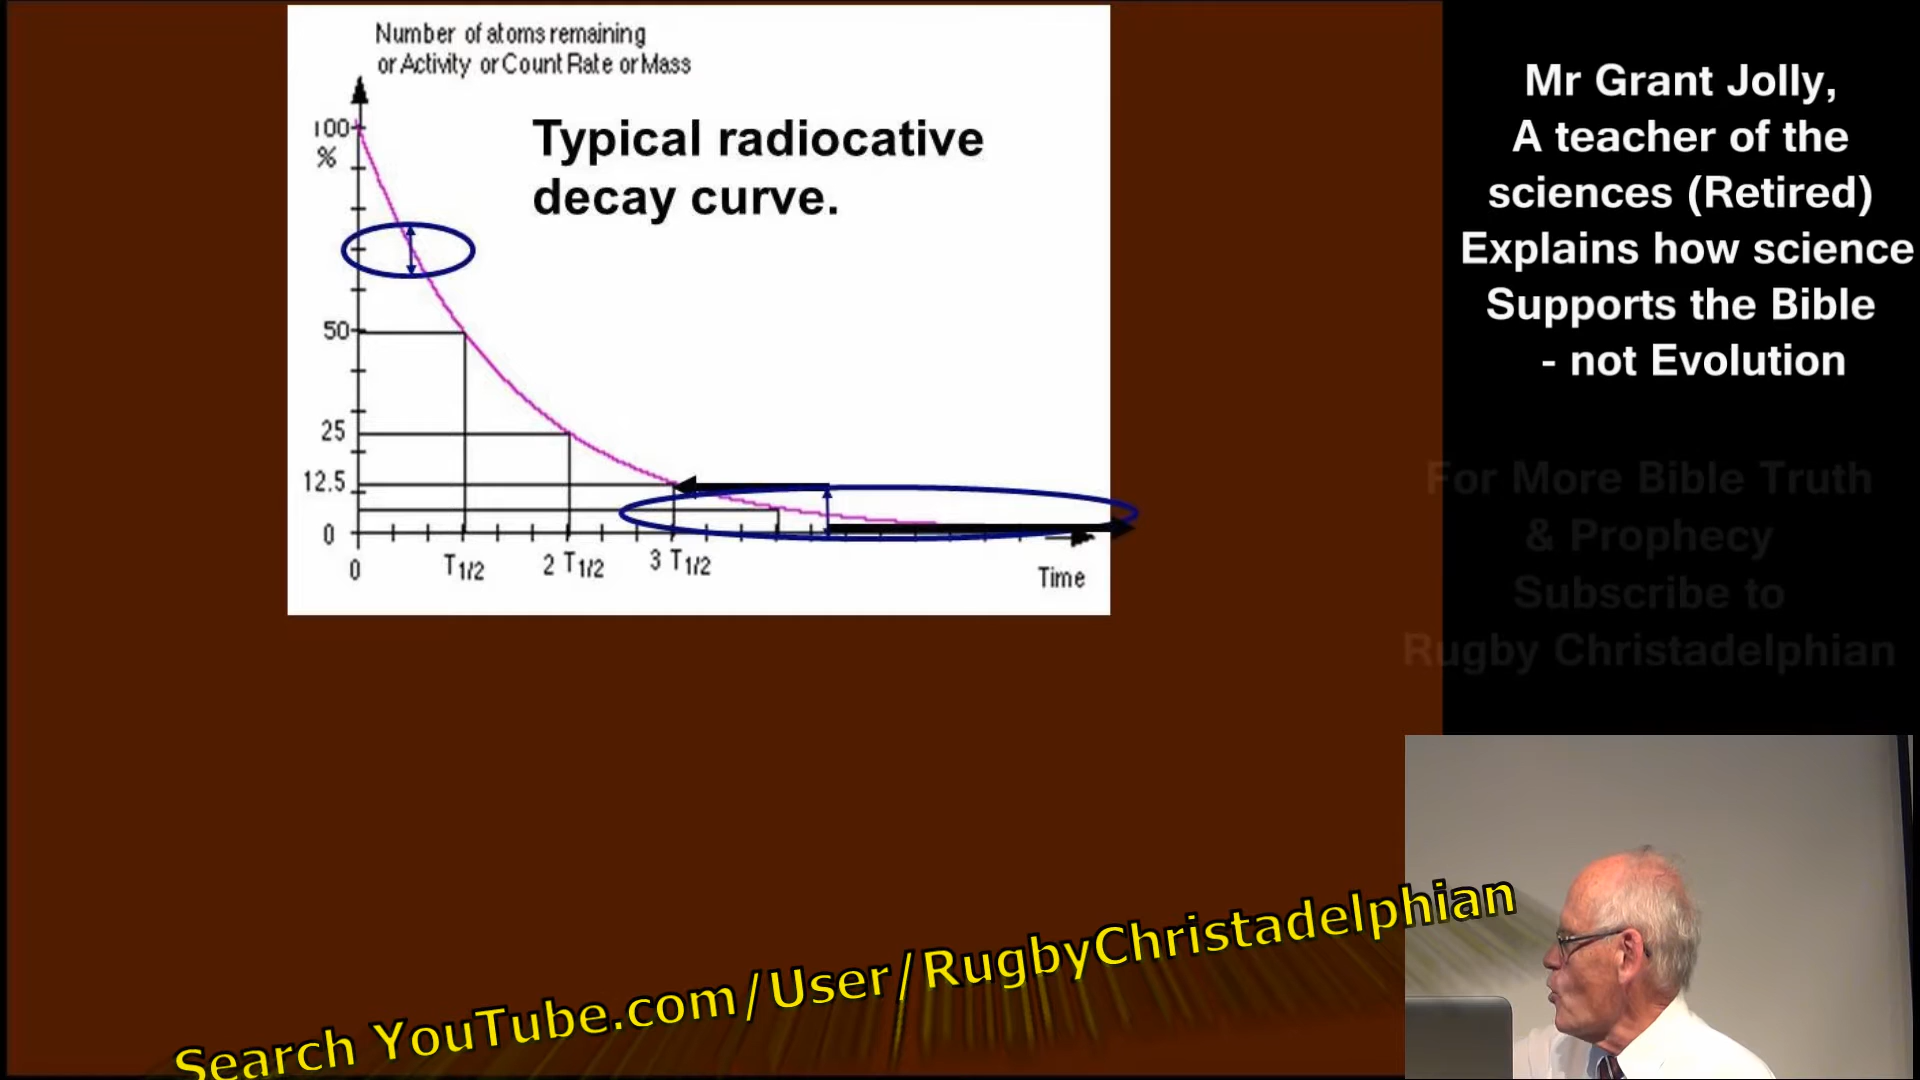 Number of atoms remaining
or Activity or Count Rate or Mass
100
%
Typical radiocative
decay curve.
50
25
12.5
0
0
T1/2
2 T1/2
3 T1/2
Time
Mr Grant Jolly,
A teacher of the
sciences (Retired)
Explains how science
Supports the Bible
- not Evolution
For More Bible Truth
& Prophecy
Subscribe to
Rugby Christadelphian
Search YouTube.com/User/RugbyChristadelphian